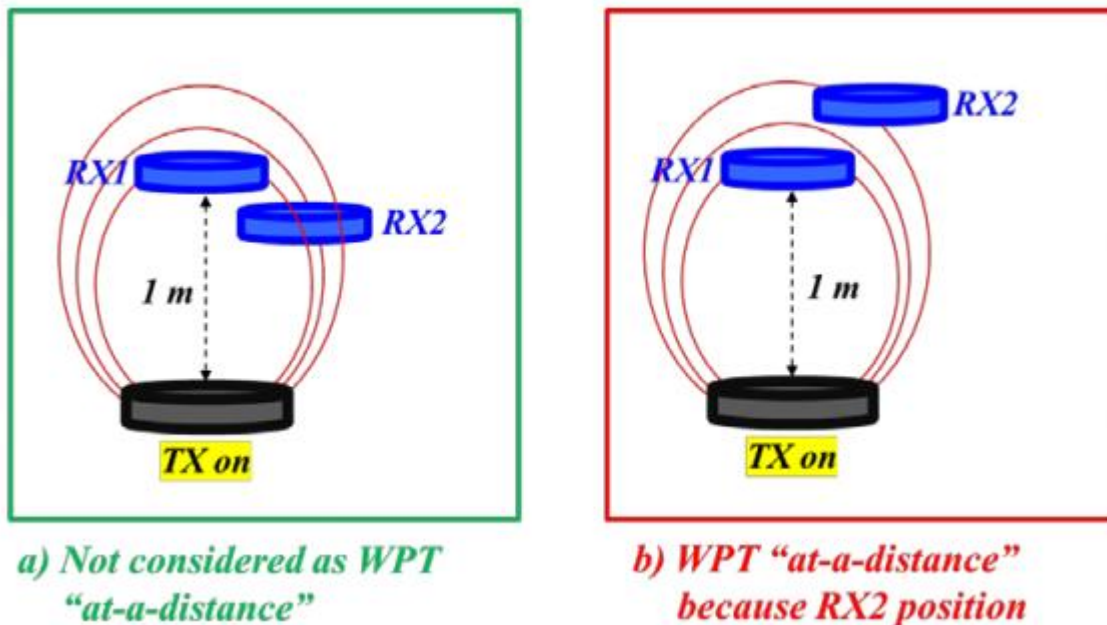 RX1
RX2
1 m
TX on
a) Not considered as WPT
“at-a-distance”
RX2
RX1
1 m
TX on
b) WPT “at-a-distance”
because RX2 position